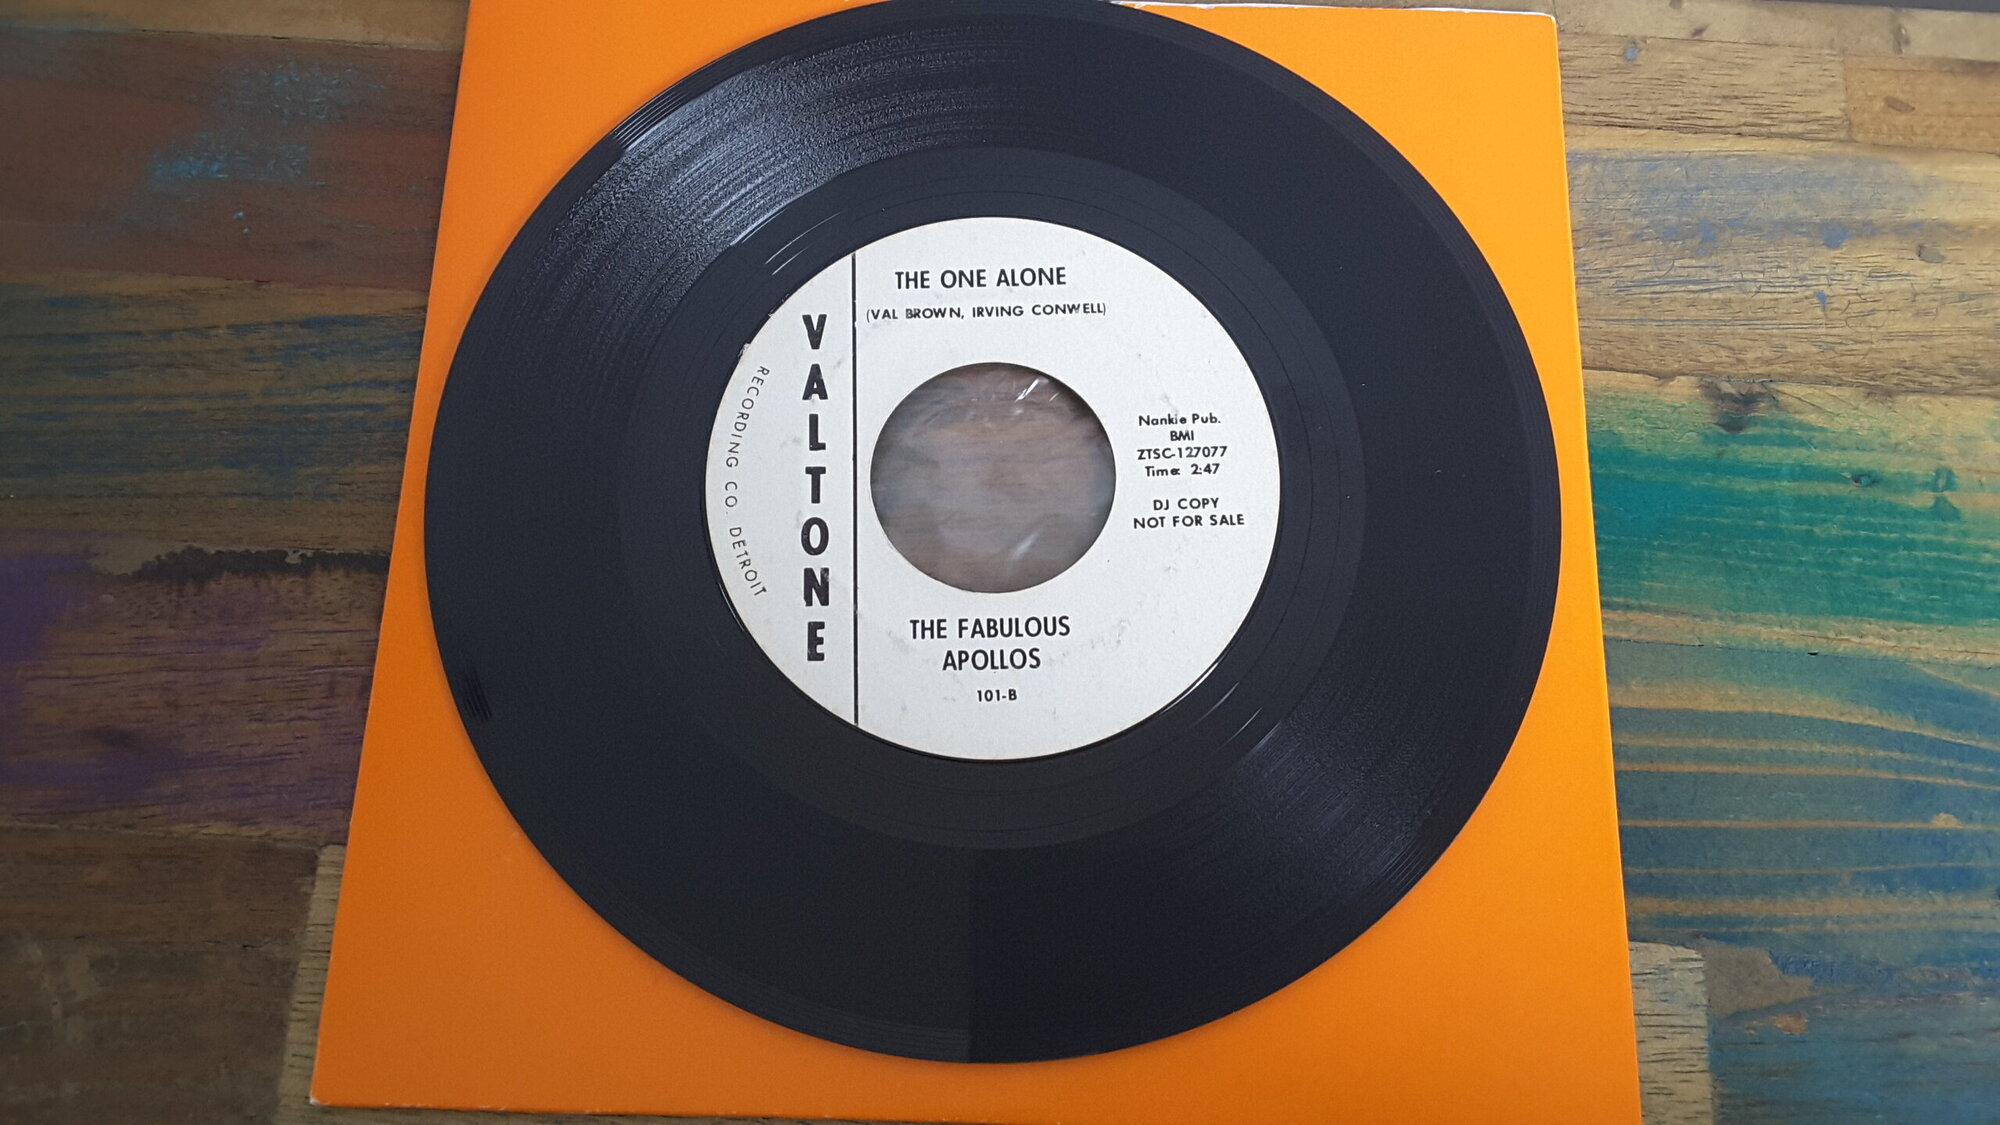 THE ONE ALONE
(VAL BROWN, IRVING CONWELL)
VALTONE
RECORDING CO. DETROIT
Nankie Pub.
BMI
ZTSC-127077
Time: 2:47
DJ COPY
NOT FOR SALE
THE FABULOUS
APOLLOS
101-B